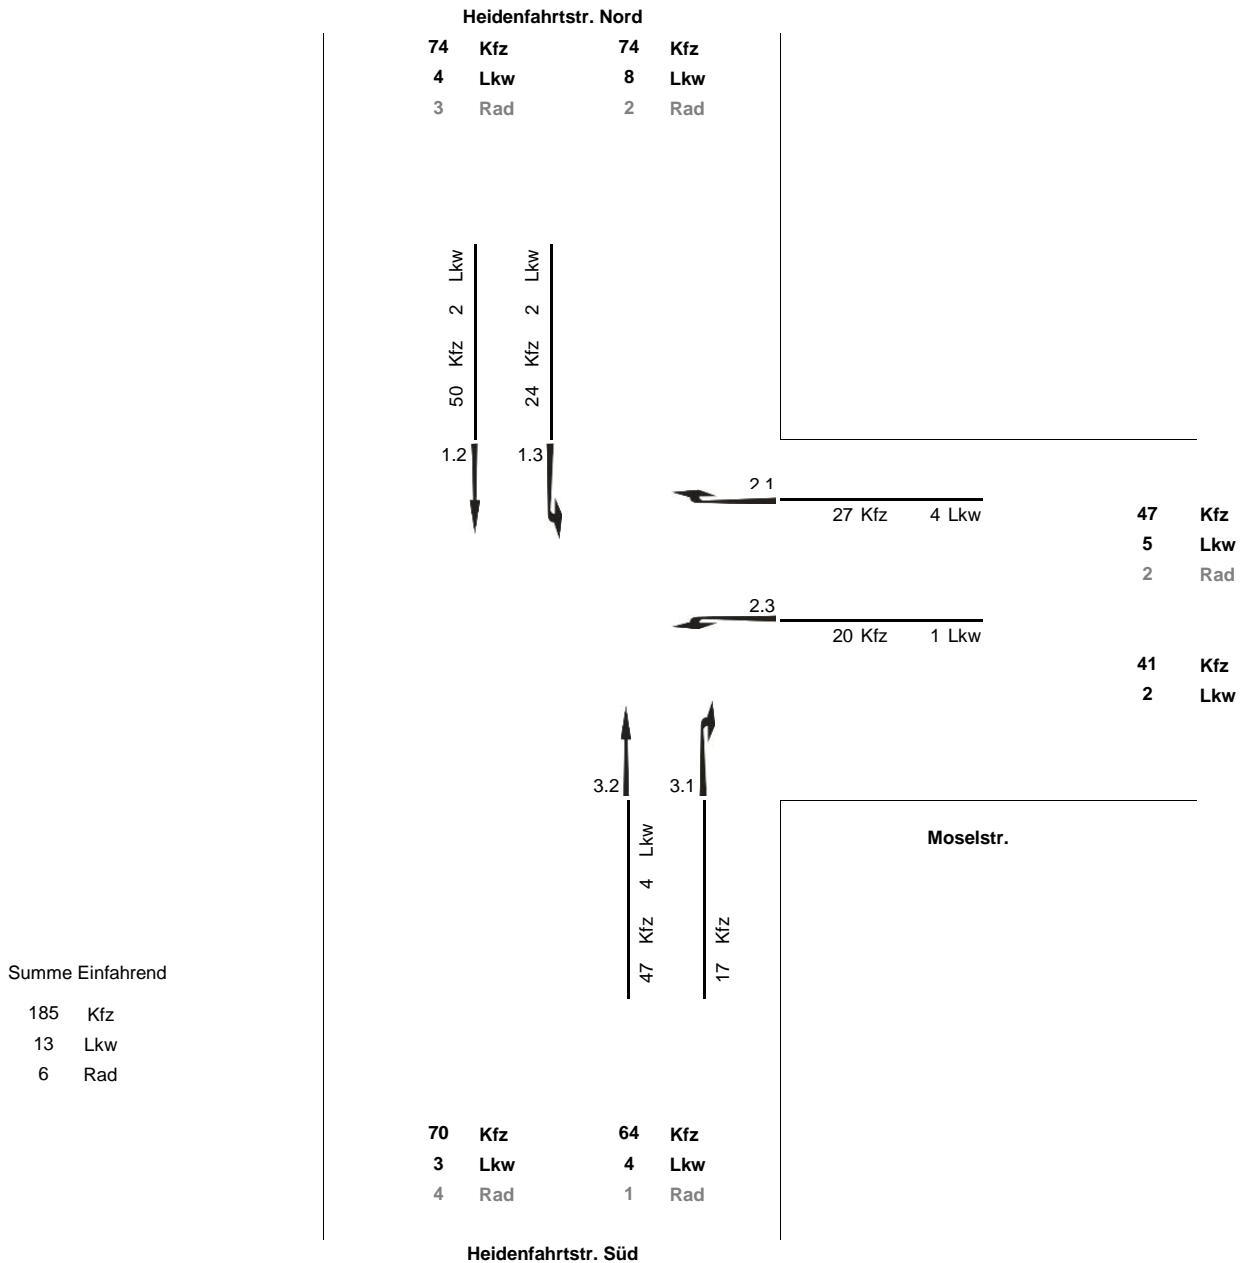 Heidenfahrtstr. Nord
74 Kfz 74 Kfz
4 Lkw 8 Lkw
3 Rad 2 Rad
50 Kfz 2 Lkw
24 Kfz 2 Lkw
1.2 1.3
2.1
27 Kfz 4 Lkw
47 Kfz
5 Lkw
2 Rad
2.3
20 Kfz 1 Lkw
41 Kfz
2 Lkw
3.2 3.1
47 Kfz 4 Lkw
17 Kfz
Moselstr.
Summe Einfahrend
185 Kfz
13 Lkw
6 Rad
70 Kfz 64 Kfz
3 Lkw 4 Lkw
4 Rad 1 Rad
Heidenfahrtstr. Süd